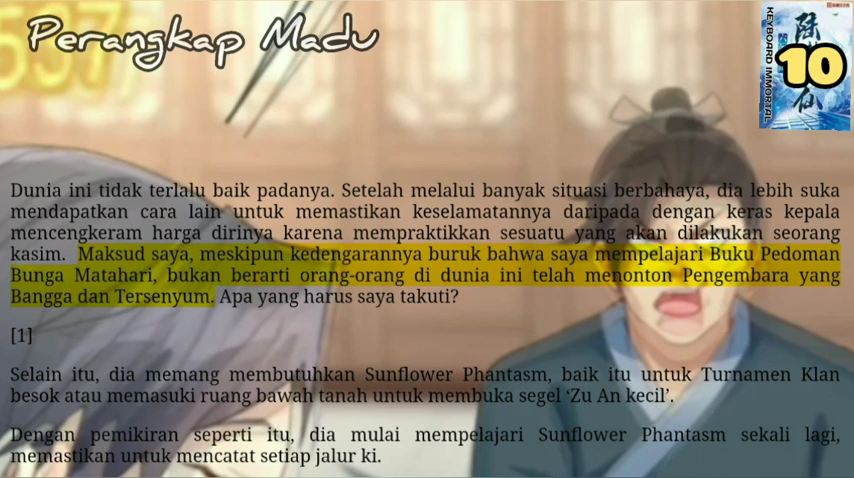 537
Perangkap Madu
KEYBOARD IMMORTAL
10
Dunia ini tidak terlalu baik padanya. Setelah melalui banyak situasi berbahaya, dia lebih suka
mendapatkan cara lain untuk memastikan keselamatannya daripada dengan keras kepala
mencengkeram harga dirinya karena mempraktikkan sesuatu yang akan dilakukan seorang
kasim. Maksud saya, meskipun kedengarannya buruk bahwa saya mempelajari Buku Pedoman
Bunga Matahari, bukan berarti orang-orang di dunia ini telah menonton Pengembara yang
Bangga dan Tersenyum. Apa yang harus saya takuti?
[1]
Selain itu, dia memang membutuhkan Sunflower Phantasm, baik itu untuk Turnamen Klan
besok atau memasuki ruang bawah tanah untuk membuka segel ‘Zu An kecil’.
Dengan pemikiran seperti itu, dia mulai mempelajari Sunflower Phantasm sekali lagi,
memastikan untuk mencatat setiap jalur ki.